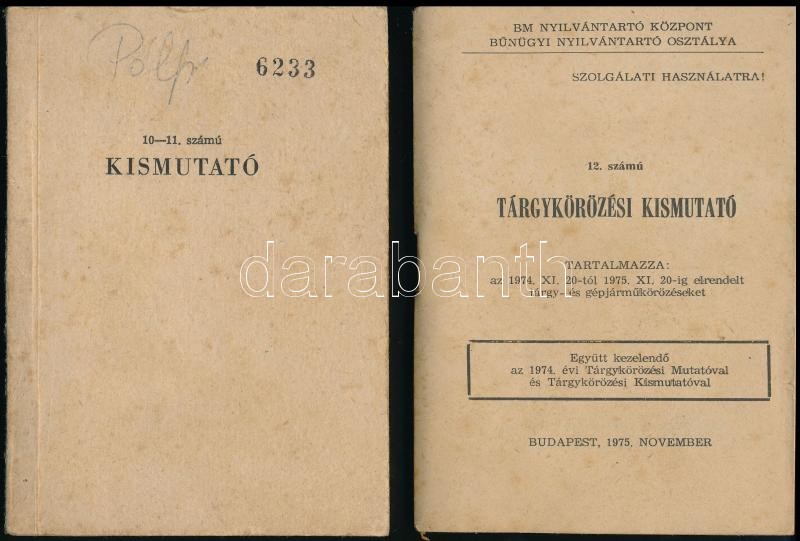 6233
10—11. számú
KISMUTATÓ
BM NYILVÁNTARTÓ KÖZPONT
BŰNÜGYI NYILVÁNTARTÓ OSZTÁLYA
SZOLGÁLATI HASZNÁLATRA!
12. számú
TÁRGYKÖRÖZÉSI KISMUTATÓ
TARTALMAZZA:
az 1974. XI. 20-tól 1975. XI. 20-ig elrendelt
tárgy- és gépjárműkörözéseket
Együtt kezelendő
az 1974. évi Tárgykörözési Mutatóval
és Tárgykörözési Kismutatóval
BUDAPEST, 1975. NOVEMBER
darabanth